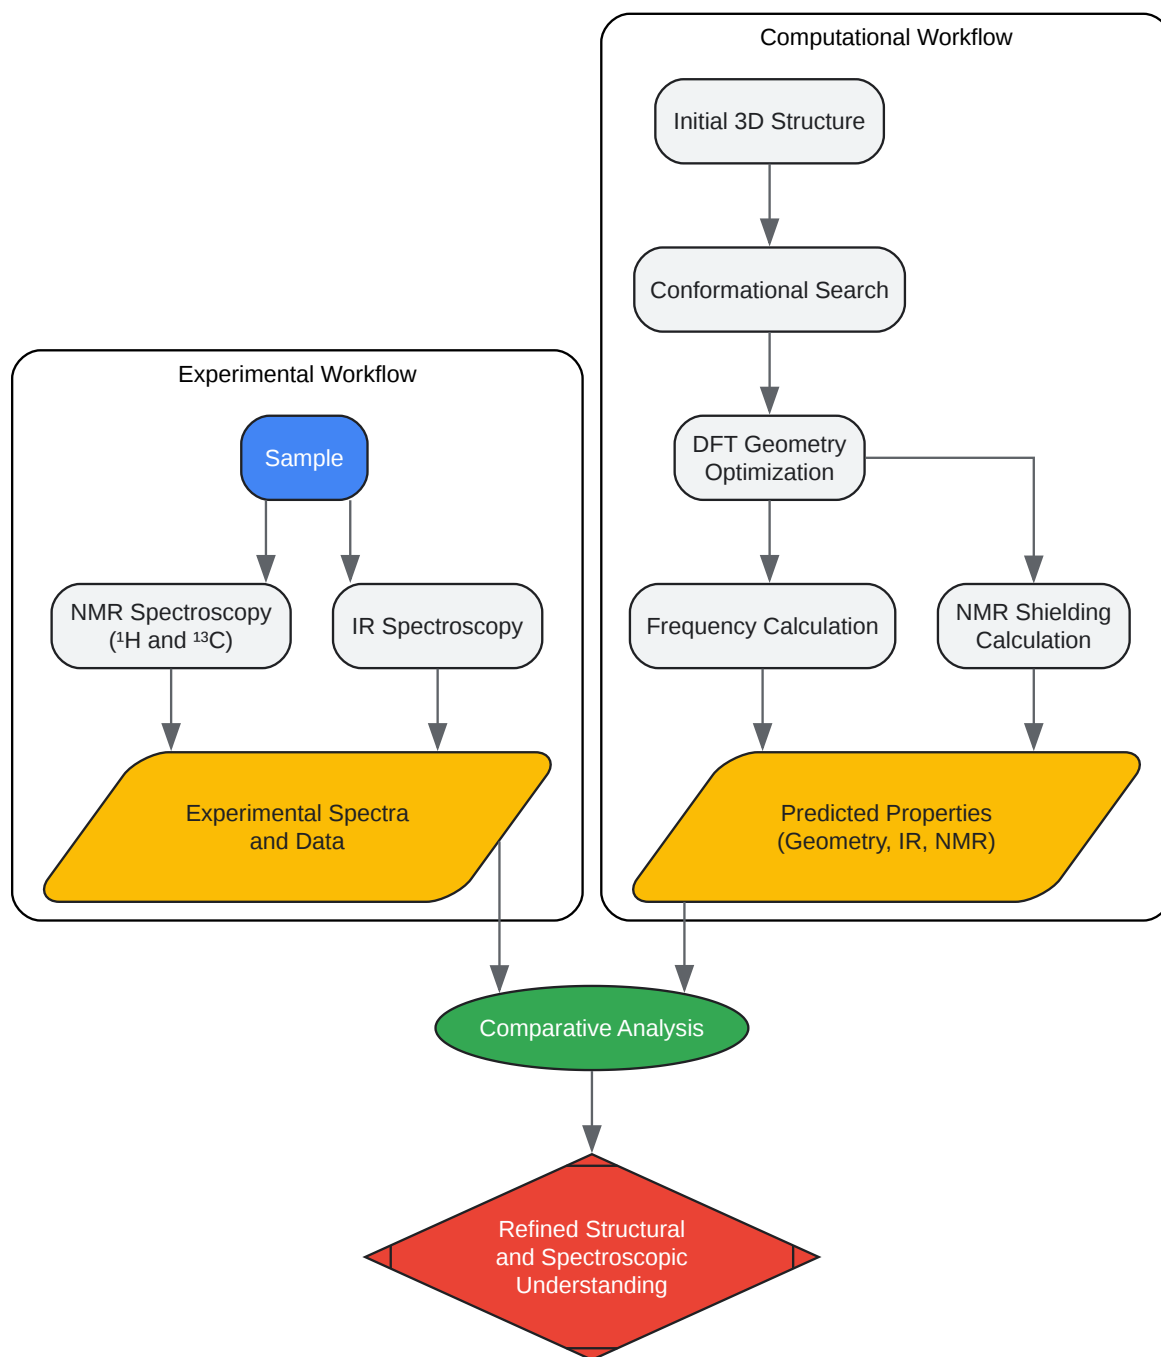 Computational Workflow
Initial 3D Structure
Conformational Search
Experimental Workflow
Sample
DFT Geometry
Optimization
NMR Spectroscopy
(¹H and ¹³C)
IR Spectroscopy
Frequency Calculation
NMR Shielding
Calculation
Experimental Spectra
and Data
Predicted Properties
(Geometry, IR, NMR)
Comparative Analysis
Refined Structural
and Spectroscopic
Understanding